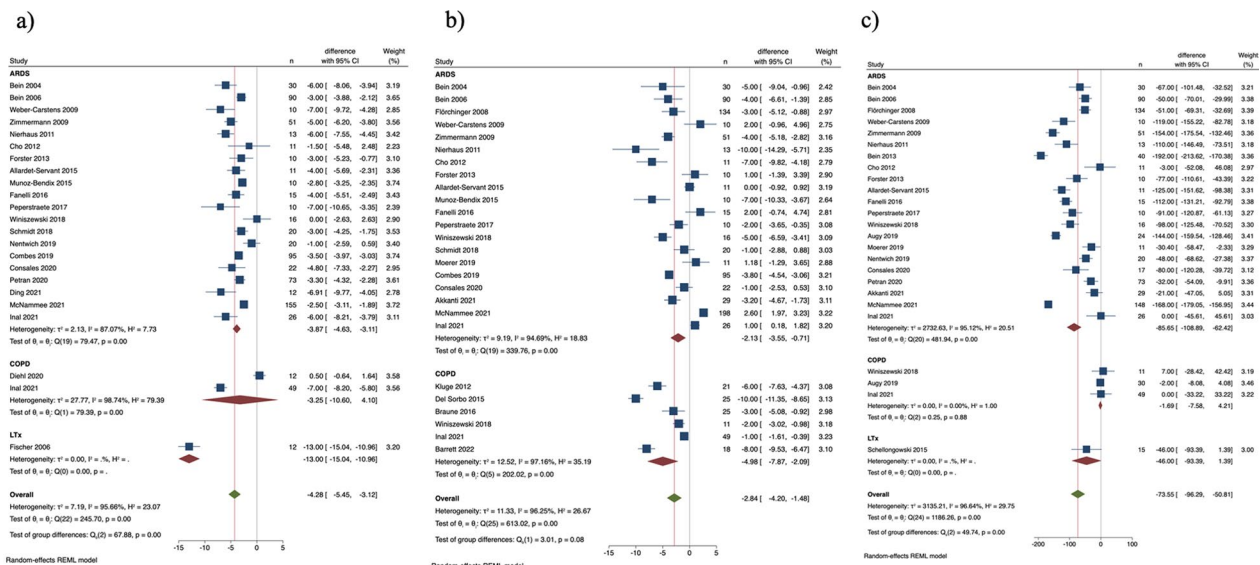 a)
difference Weight
Study n with 95% CI (%)
ARDS
Bein 2004 30 -6.00 [ -8.06, -3.94] 3.19
Bein 2006 90 -3.00 [ -3.88, -2.12] 3.65
Weber-Carstens 2009 10 -7.00 [ -9.72, -4.28] 2.85
Zimmermann 2009 51 -5.00 [ -6.20, -3.80] 3.56
Nierhaus 2011 13 -6.00 [ -7.55, -4.45] 3.42
Cho 2012 11 -1.50 [ -5.48, 2.48] 2.23
Forster 2013 10 -3.00 [ -5.23, -0.77] 3.10
Allardet-Servant 2015 11 -4.00 [ -5.69, -2.31] 3.36
Munoz-Bendix 2015 10 -2.80 [ -3.25, -2.35] 3.74
Fanelli 2016 15 -4.00 [ -5.51, -2.49] 3.43
Peperstraete 2017 10 -7.00 [ -10.65, -3.35] 2.39
Winiszewski 2018 16 0.00 [ -2.63, 2.63] 2.90
Schmidt 2018 20 -3.00 [ -4.25, -1.75] 3.53
Nentwich 2019 20 -1.00 [ -2.59, 0.59] 3.40
Combes 2019 95 -3.50 [ -3.97, -3.03] 3.74
Consales 2020 22 -4.80 [ -7.33, -2.27] 2.95
Petran 2020 73 -3.30 [ -4.32, -2.28] 3.61
Ding 2021 12 -6.91 [ -9.77, -4.05] 2.78
McNammee 2021 155 -2.50 [ -3.11, -1.89] 3.72
Inal 2021 26 -6.00 [ -8.21, -3.79] 3.11
Heterogeneity: τ² = 2.13, I² = 87.07%, H² = 7.73 -3.87 [ -4.63, -3.11]
Test of θᵢ = θⱼ: Q(19) = 79.47, p = 0.00
COPD
Diehl 2020 12 0.50 [ -0.64, 1.64] 3.58
Inal 2021 49 -7.00 [ -8.20, -5.80] 3.56
Heterogeneity: τ² = 27.77, I² = 98.74%, H² = 79.39 -3.25 [ -10.60, 4.10]
Test of θᵢ = θⱼ: Q(1) = 79.39, p = 0.00
LTx
Fischer 2006 12 -13.00 [ -15.04, -10.96] 3.20
Heterogeneity: τ² = 0.00, I² = .%, H² = . -13.00 [ -15.04, -10.96]
Test of θᵢ = θⱼ: Q(0) = 0.00, p = .
Overall -4.28 [ -5.45, -3.12]
Heterogeneity: τ² = 7.19, I² = 95.66%, H² = 23.07
Test of θᵢ = θⱼ: Q(22) = 245.70, p = 0.00
Test of group differences: Q_b(2) = 67.88, p = 0.00
-15 -10 -5 0 5
Random-effects REML model
b)
difference Weight
Study n with 95% CI (%)
ARDS
Bein 2004 30 -5.00 [ -9.04, -0.96] 2.42
Bein 2006 90 -4.00 [ -6.61, -1.39] 2.85
Flörchinger 2008 134 -3.00 [ -5.12, -0.88] 2.97
Weber-Carstens 2009 10 2.00 [ -0.96, 4.96] 2.75
Zimmermann 2009 51 -4.00 [ -5.18, -2.82] 3.16
Nierhaus 2011 13 -10.00 [ -14.29, -5.71] 2.35
Cho 2012 11 -7.00 [ -9.82, -4.18] 2.79
Forster 2013 10 1.00 [ -1.39, 3.39] 2.90
Allardet-Servant 2015 11 0.00 [ -0.92, 0.92] 3.19
Munoz-Bendix 2015 10 -7.00 [ -10.33, -3.67] 2.64
Fanelli 2016 15 2.00 [ -0.74, 4.74] 2.81
Peperstraete 2017 10 -2.00 [ -3.65, -0.35] 3.08
Winiszewski 2018 16 -5.00 [ -6.59, -3.41] 3.09
Schmidt 2018 20 -1.00 [ -2.88, 0.88] 3.03
Moerer 2019 11 1.18 [ -1.29, 3.65] 2.88
Combes 2019 95 -3.80 [ -4.54, -3.06] 3.21
Consales 2020 22 -1.00 [ -2.53, 0.53] 3.10
Akkanti 2021 29 -3.20 [ -4.67, -1.73] 3.11
McNammee 2021 198 2.60 [ 1.97, 3.23] 3.22
Inal 2021 26 1.00 [ 0.18, 1.82] 3.20
Heterogeneity: τ² = 9.19, I² = 94.69%, H² = 18.83 -2.13 [ -3.55, -0.71]
Test of θᵢ = θⱼ: Q(19) = 339.76, p = 0.00
COPD
Kluge 2012 21 -6.00 [ -7.63, -4.37] 3.08
Del Sorbo 2015 25 -10.00 [ -11.35, -8.65] 3.13
Braune 2016 25 -3.00 [ -5.08, -0.92] 2.98
Winiszewski 2018 11 -2.00 [ -3.02, -0.98] 3.18
Inal 2021 49 -1.00 [ -1.61, -0.39] 3.23
Barrett 2022 18 -8.00 [ -9.53, -6.47] 3.10
Heterogeneity: τ² = 12.52, I² = 97.16%, H² = 35.19 -4.98 [ -7.87, -2.09]
Test of θᵢ = θⱼ: Q(5) = 202.02, p = 0.00
Overall -2.84 [ -4.20, -1.48]
Heterogeneity: τ² = 11.33, I² = 96.25%, H² = 26.67
Test of θᵢ = θⱼ: Q(25) = 613.02, p = 0.00
Test of group differences: Q_b(1) = 3.01, p = 0.08
-15 -10 -5 0 5
Random-effects REML model
c)
difference Weight
Study n with 95% CI (%)
ARDS
Bein 2004 30 -67.00 [ -101.48, -32.52] 3.21
Bein 2006 90 -50.00 [ -70.01, -29.99] 3.38
Flörchinger 2008 134 -51.00 [ -69.31, -32.69] 3.39
Weber-Carstens 2009 10 -119.00 [ -155.22, -82.78] 3.18
Zimmermann 2009 51 -154.00 [ -175.54, -132.46] 3.37
Nierhaus 2011 13 -110.00 [ -146.49, -73.51] 3.18
Bein 2013 40 -192.00 [ -213.62, -170.38] 3.36
Cho 2012 11 -3.00 [ -52.08, 46.08] 2.97
Forster 2013 10 -77.00 [ -110.61, -43.39] 3.22
Allardet-Servant 2015 11 -125.00 [ -151.62, -98.38] 3.31
Fanelli 2016 15 -112.00 [ -131.21, -92.79] 3.38
Peperstraete 2017 10 -91.00 [ -120.87, -61.13] 3.27
Winiszewski 2018 16 -98.00 [ -125.48, -70.52] 3.30
Augy 2019 24 -144.00 [ -159.54, -128.46] 3.41
Moerer 2019 11 -30.40 [ -58.47, -2.33] 3.29
Nentwich 2019 20 -48.00 [ -68.62, -27.38] 3.37
Consales 2020 17 -80.00 [ -120.28, -39.72] 3.12
Petran 2020 73 -32.00 [ -54.09, -9.91] 3.36
Akkanti 2021 29 -21.00 [ -47.05, 5.05] 3.31
McNammee 2021 148 -168.00 [ -179.05, -156.95] 3.44
Inal 2021 26 0.00 [ -45.61, 45.61] 3.03
Heterogeneity: τ² = 2732.63, I² = 95.12%, H² = 20.51 -85.65 [ -108.89, -62.42]
Test of θᵢ = θⱼ: Q(20) = 481.94, p = 0.00
COPD
Winiszewski 2018 11 7.00 [ -28.42, 42.42] 3.19
Augy 2019 30 -2.00 [ -8.08, 4.08] 3.46
Inal 2021 49 0.00 [ -33.22, 33.22] 3.22
Heterogeneity: τ² = 0.00, I² = 0.00%, H² = 1.00 -1.69 [ -7.58, 4.21]
Test of θᵢ = θⱼ: Q(2) = 0.25, p = 0.88
LTx
Schellongowski 2015 15 -46.00 [ -93.39, 1.39] 3.00
Heterogeneity: τ² = 0.00, I² = .%, H² = . -46.00 [ -93.39, 1.39]
Test of θᵢ = θⱼ: Q(0) = 0.00, p = .
Overall -73.55 [ -96.29, -50.81]
Heterogeneity: τ² = 3135.21, I² = 96.64%, H² = 29.75
Test of θᵢ = θⱼ: Q(24) = 1186.26, p = 0.00
Test of group differences: Q_b(2) = 49.74, p = 0.00
-200 -100 0 100
Random-effects REML model